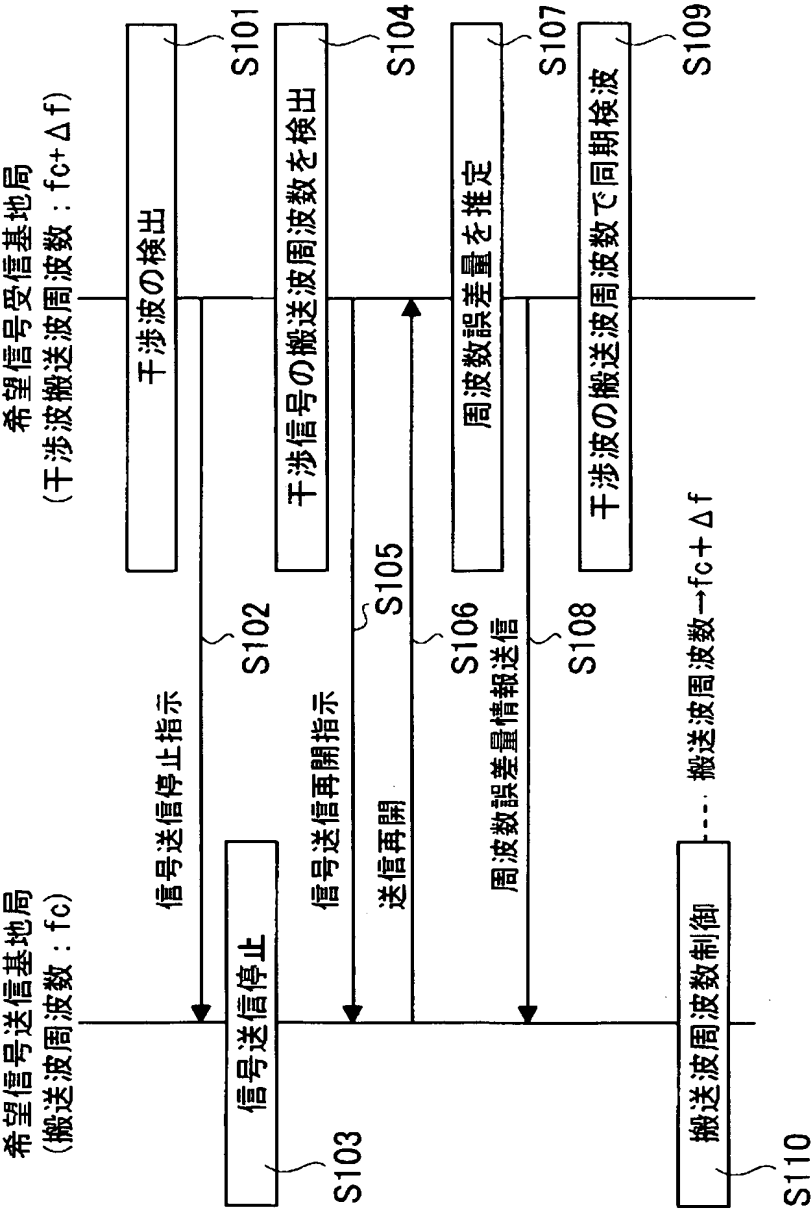 希望信号送信基地局
(搬送波周波数：fc)
希望信号受信基地局
(干渉波搬送波周波数：fc+Δf)
干渉波の検出
S101
信号送信停止指示
S102
信号送信停止
S103
干渉信号の搬送波周波数を検出
S104
信号送信再開指示
S105
送信再開
S106
周波数誤差量を推定
S107
周波数誤差量情報送信
S108
干渉波の搬送波周波数で同期検波
S109
搬送波周波数制御
搬送波周波数→fc+Δf
S110